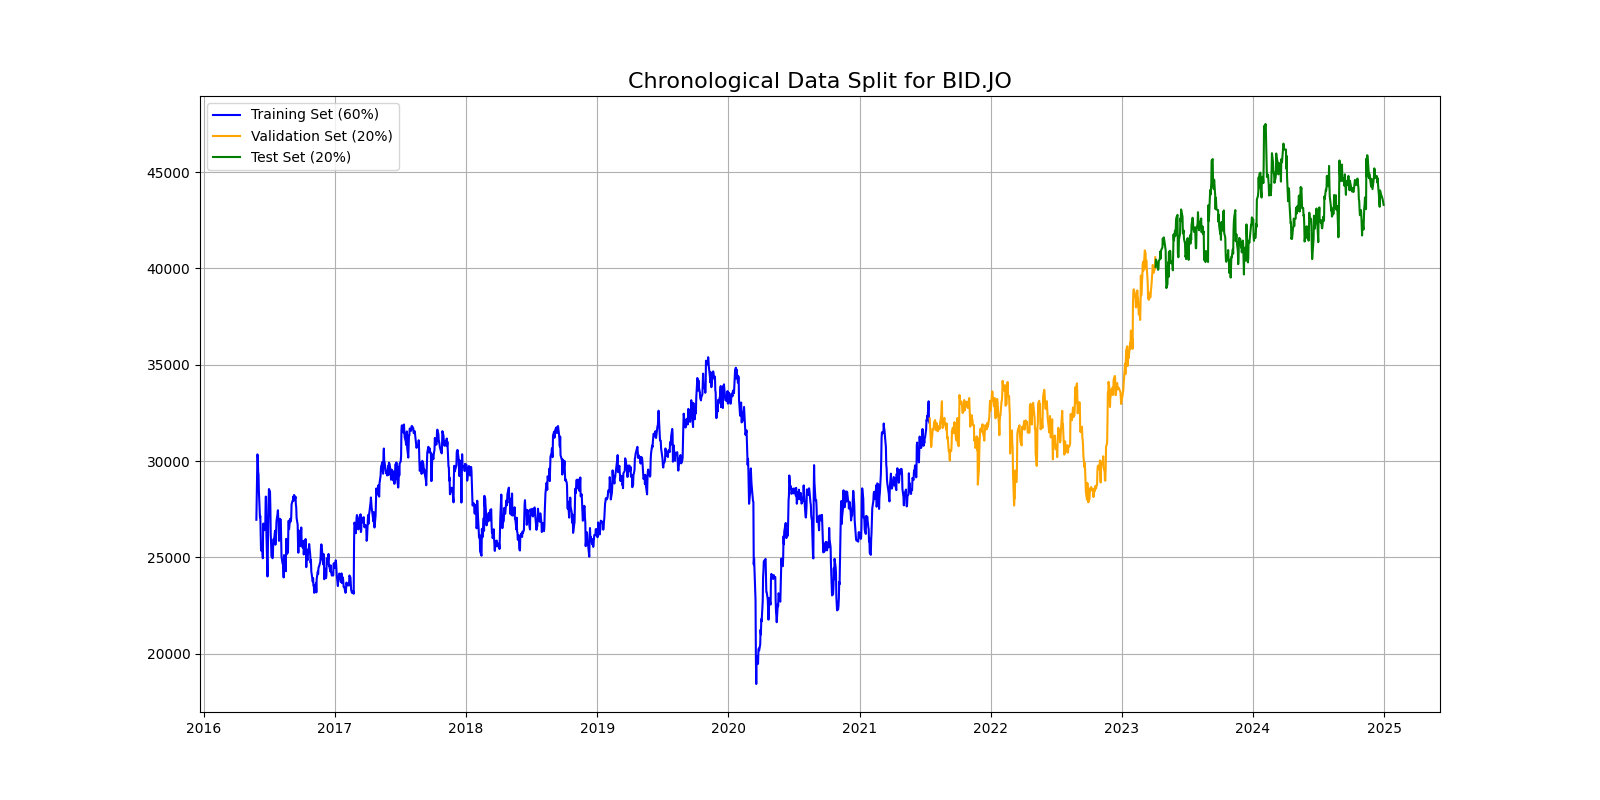 Chronological Data Split for BID.JO
Training Set (60%)
Validation Set (20%)
Test Set (20%)
45000
40000
35000
30000
25000
20000
2016 2017 2018 2019 2020 2021 2022 2023 2024 2025